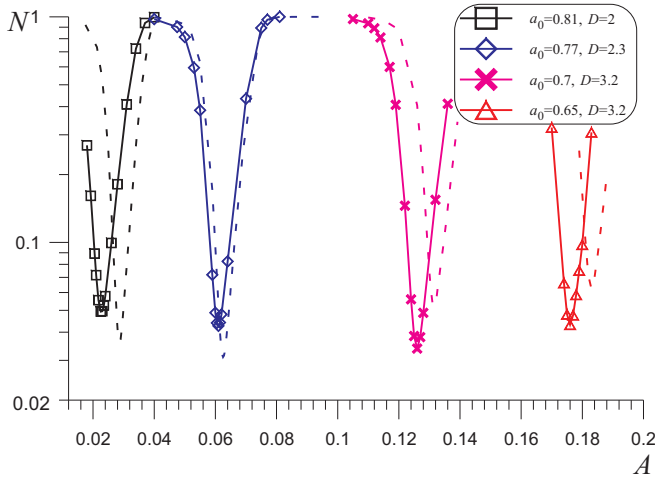 N 1
a₀=0.81, D=2
a₀=0.77, D=2.3
a₀=0.7, D=3.2
a₀=0.65, D=3.2
0.1
0.02
0.02 0.04 0.06 0.08 0.1 0.12 0.14 0.16 0.18 0.2
A